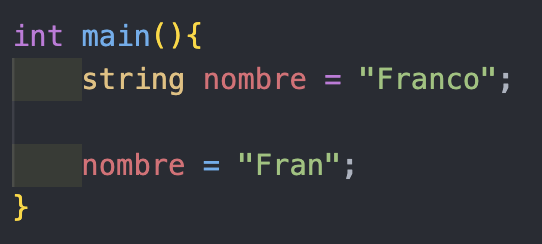 int main(){
string nombre = "Franco";
nombre = "Fran";
}